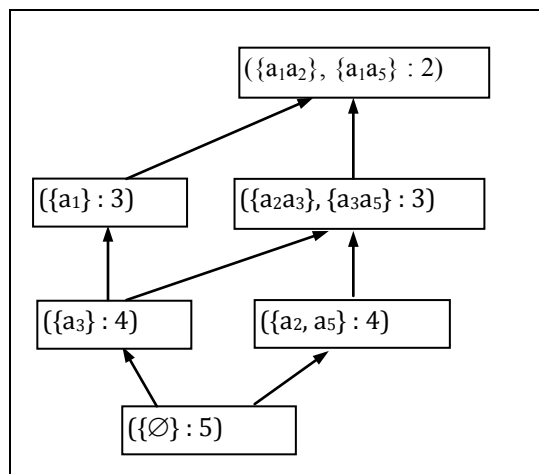 ({a₁a₂}, {a₁a₅} : 2)
({a₁} : 3)
({a₂a₃}, {a₃a₅} : 3)
({a₃} : 4)
({a₂, a₅} : 4)
({∅} : 5)